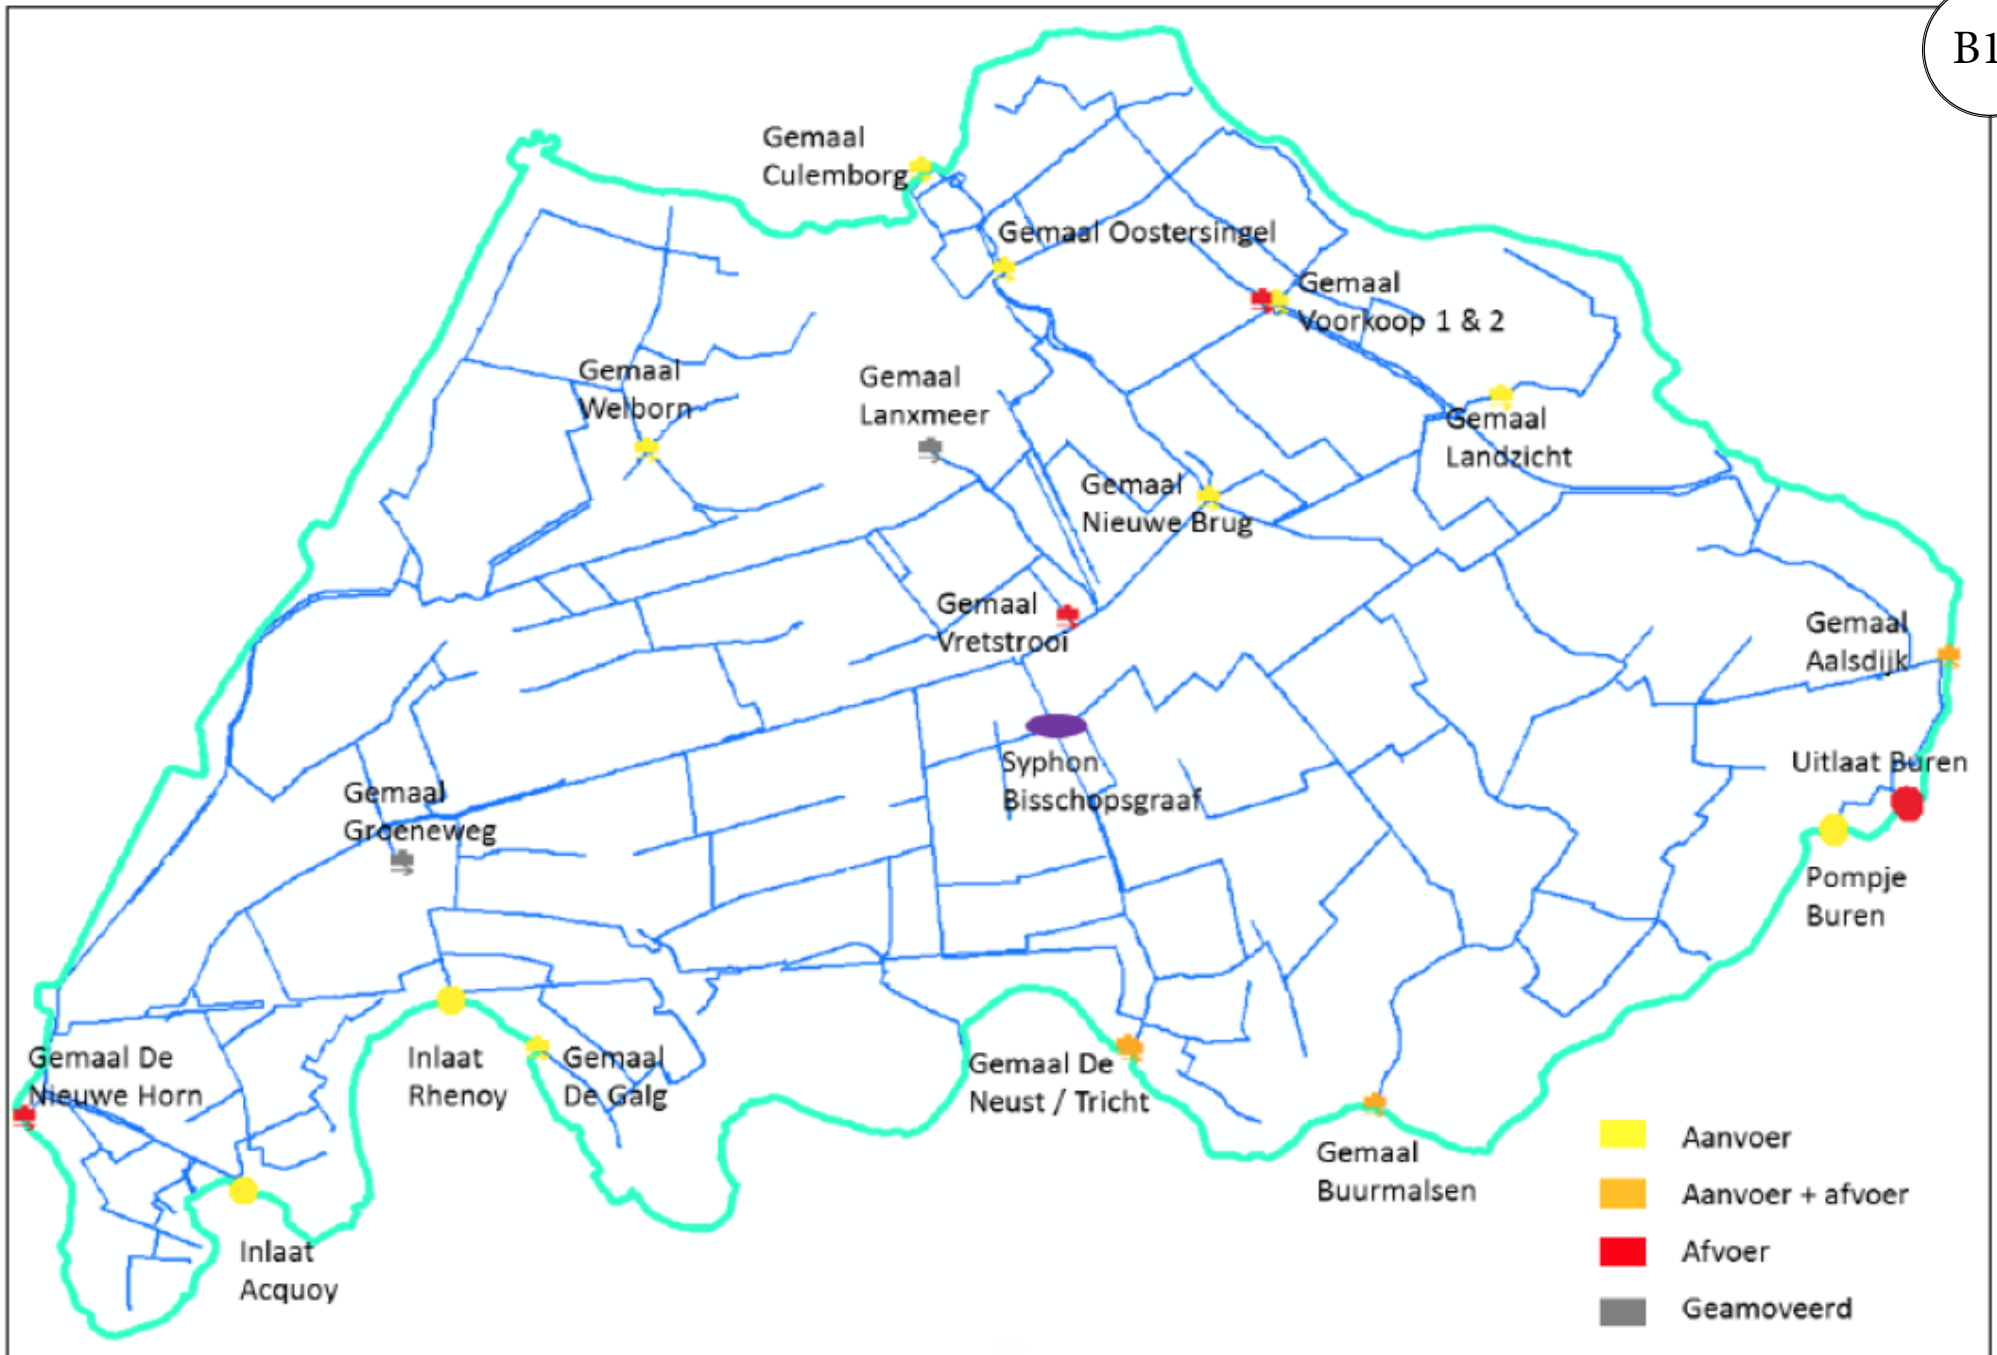 B1
Gemaal
Culemborg
Gemaal Oostersingel
Gemaal
Voorkoop 1 & 2
Gemaal
Welborn
Gemaal
Lanxmeer
Gemaal
Landzicht
Gemaal
Nieuwe Brug
Gemaal
Vretstrooi
Gemaal
Aalsdijk
Syphon
Bisschopsgraaf
Uitlaat Buren
Gemaal
Groeneweg
Pompje
Buren
Gemaal De
Nieuwe Horn
Inlaat
Rhenoy
Gemaal
De Galg
Gemaal De
Neust / Tricht
Gemaal
Buurmalsen
Inlaat
Acquoy
Aanvoer
Aanvoer + afvoer
Afvoer
Geamoveerd